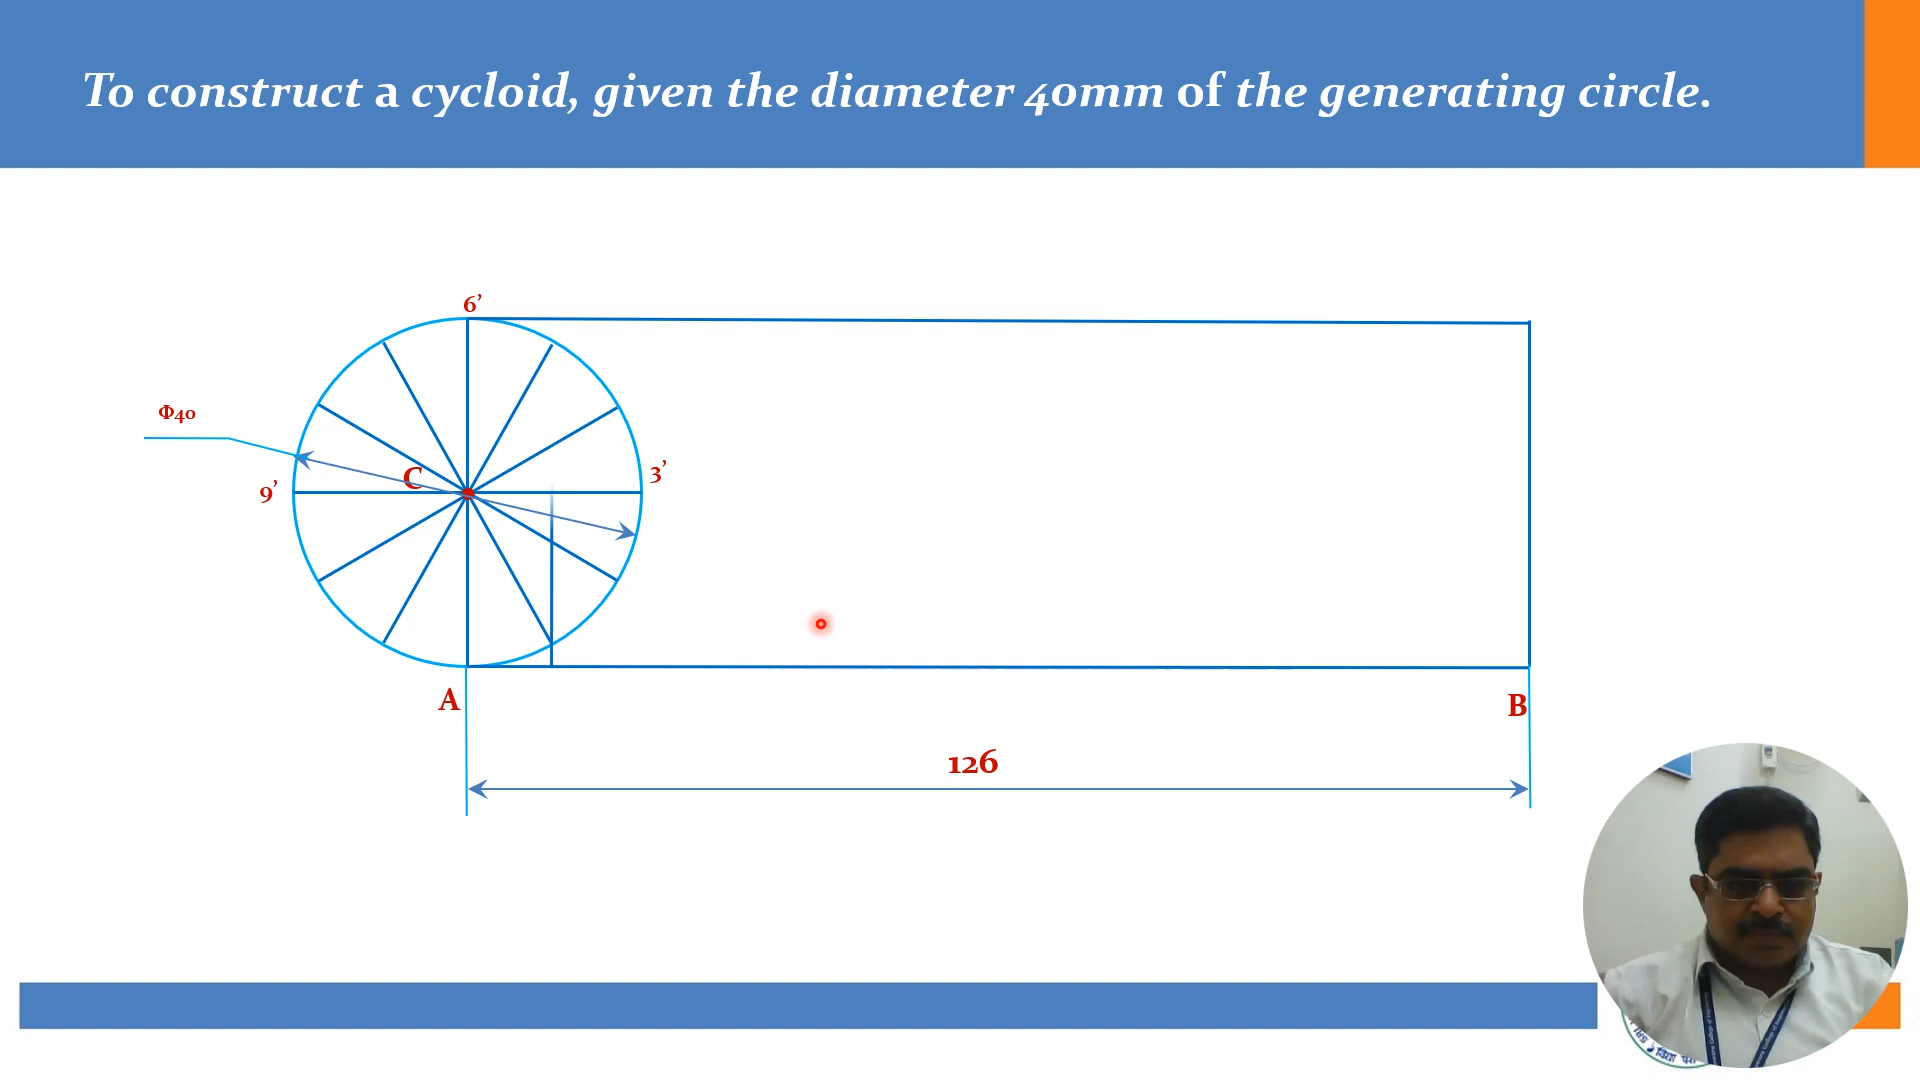 To construct a cycloid, given the diameter 40mm of the generating circle.
6’
Φ40
C
3’
9’
A
B
126
विद्या